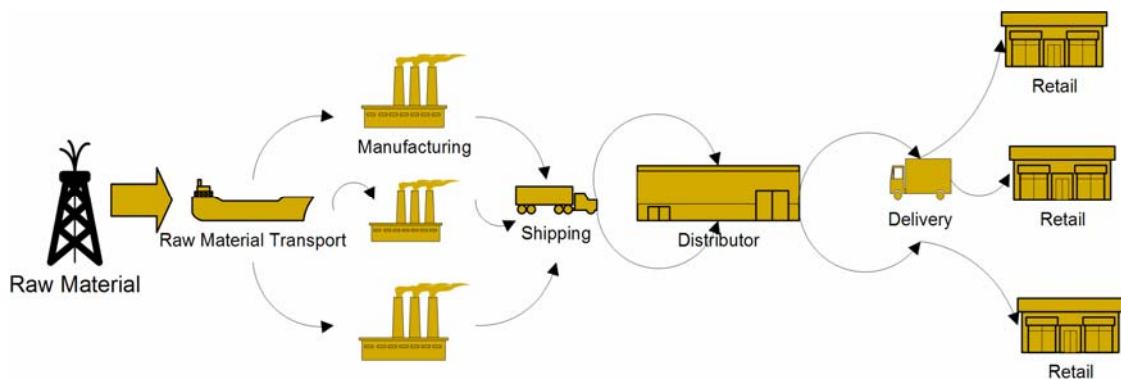 Raw Material
Raw Material Transport
Manufacturing
Shipping
Distributor
Delivery
Retail
Retail
Retail